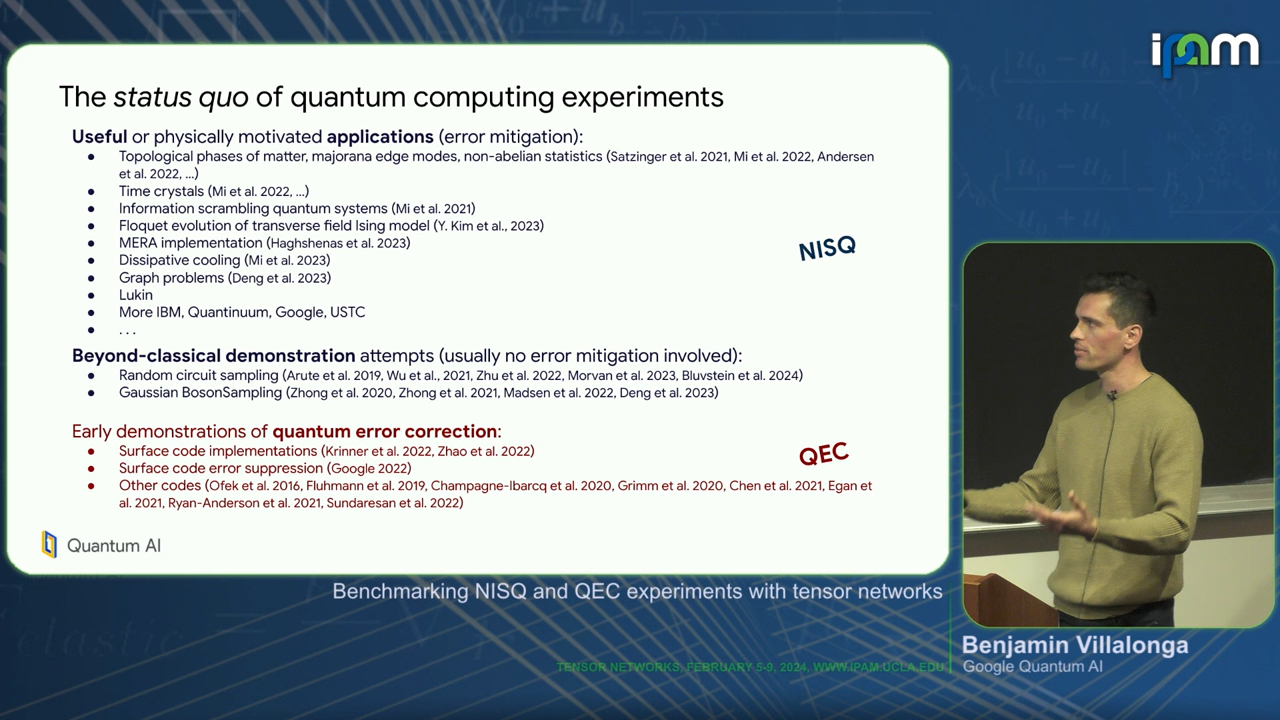 ipam
The status quo of quantum computing experiments
Useful or physically motivated applications (error mitigation):
● Topological phases of matter, majorana edge modes, non-abelian statistics (Satzinger et al. 2021, Mi et al. 2022, Andersen
et al. 2022, ...)
● Time crystals (Mi et al. 2022, ...)
● Information scrambling quantum systems (Mi et al. 2021)
● Floquet evolution of transverse field Ising model (Y. Kim et al., 2023)
● MERA implementation (Haghshenas et al. 2023)
● Dissipative cooling (Mi et al. 2023)
● Graph problems (Deng et al. 2023)
● Lukin
● More IBM, Quantinuum, Google, USTC
● . . .
NISQ
Beyond-classical demonstration attempts (usually no error mitigation involved):
● Random circuit sampling (Arute et al. 2019, Wu et al., 2021, Zhu et al. 2022, Morvan et al. 2023, Bluvstein et al. 2024)
● Gaussian BosonSampling (Zhong et al. 2020, Zhong et al. 2021, Madsen et al. 2022, Deng et al. 2023)
Early demonstrations of quantum error correction:
● Surface code implementations (Krinner et al. 2022, Zhao et al. 2022)
● Surface code error suppression (Google 2022)
● Other codes (Ofek et al. 2016, Fluhmann et al. 2019, Champagne-Ibarcq et al. 2020, Grimm et al. 2020, Chen et al. 2021, Egan et
al. 2021, Ryan-Anderson et al. 2021, Sundaresan et al. 2022)
QEC
Quantum AI
Benchmarking NISQ and QEC experiments with tensor networks
Benjamin Villalonga
Google Quantum AI
TENSOR NETWORKS, FEBRUARY 5-9, 2024, WWW.IPAM.UCLA.EDU
elastic